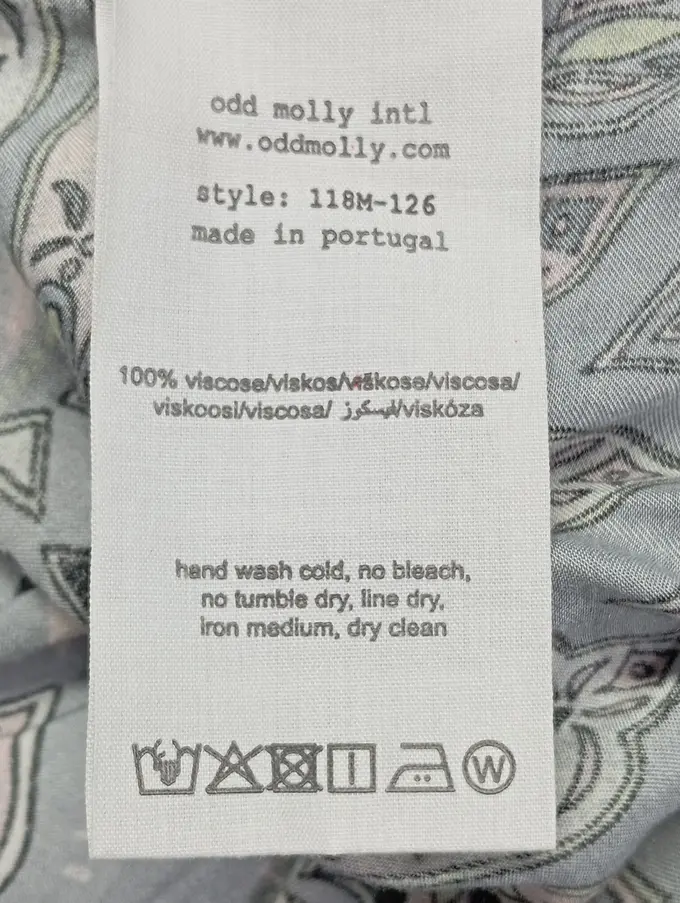 odd molly intl
www.oddmolly.com
style: 118M-126
made in portugal
100% viscose/viskos/viskose/viscosa/
viskoosi/viscosa/ فيسكوز/viskóza
hand wash cold, no bleach,
no tumble dry, line dry,
iron medium, dry clean
W